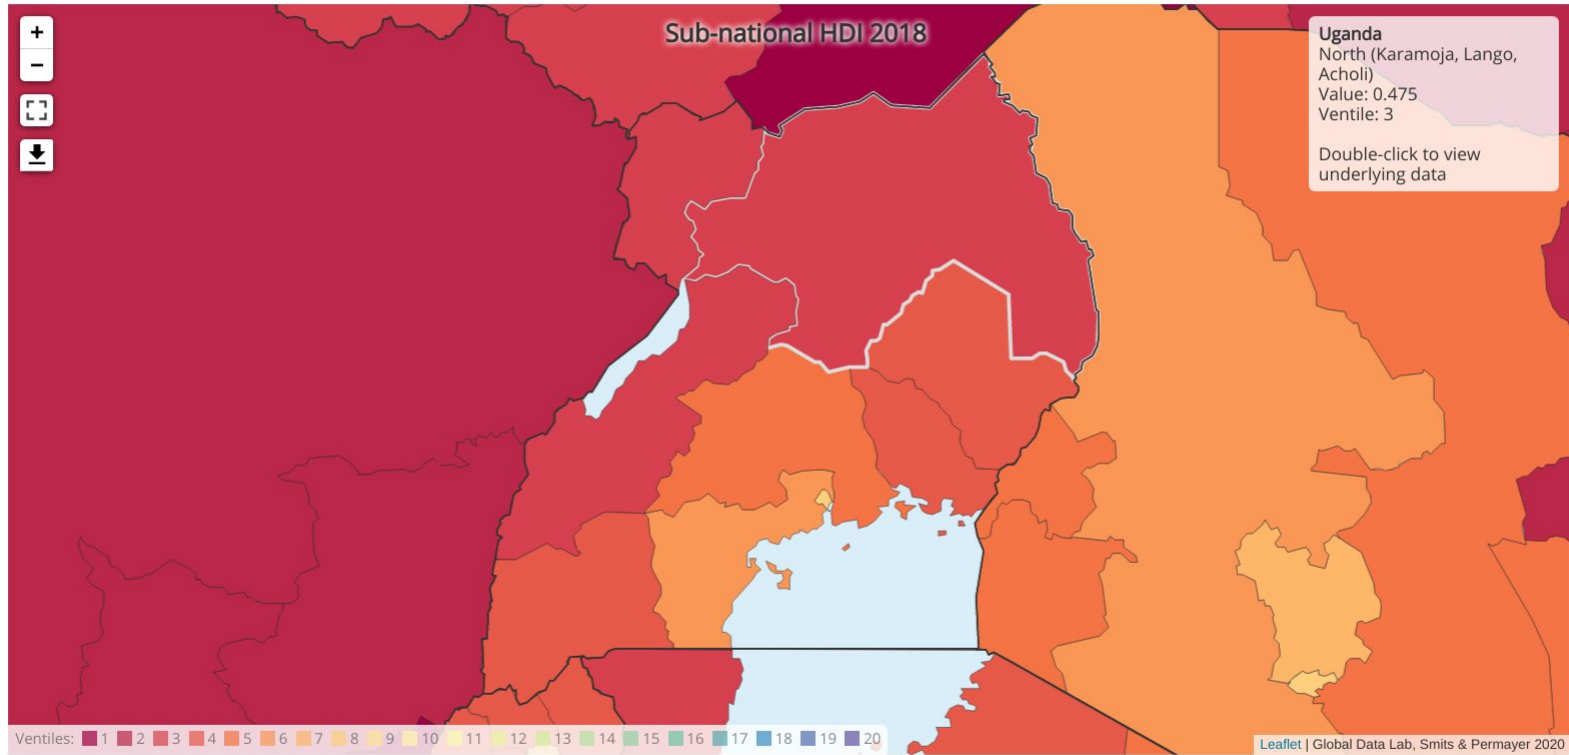 Sub-national HDI 2018
+
−
Uganda
North (Karamoja, Lango,
Acholi)
Value: 0.475
Ventile: 3
Double-click to view
underlying data
Ventiles: 1 2 3 4 5 6 7 8 9 10 11 12 13 14 15 16 17 18 19 20
Leaflet | Global Data Lab, Smits & Permayer 2020